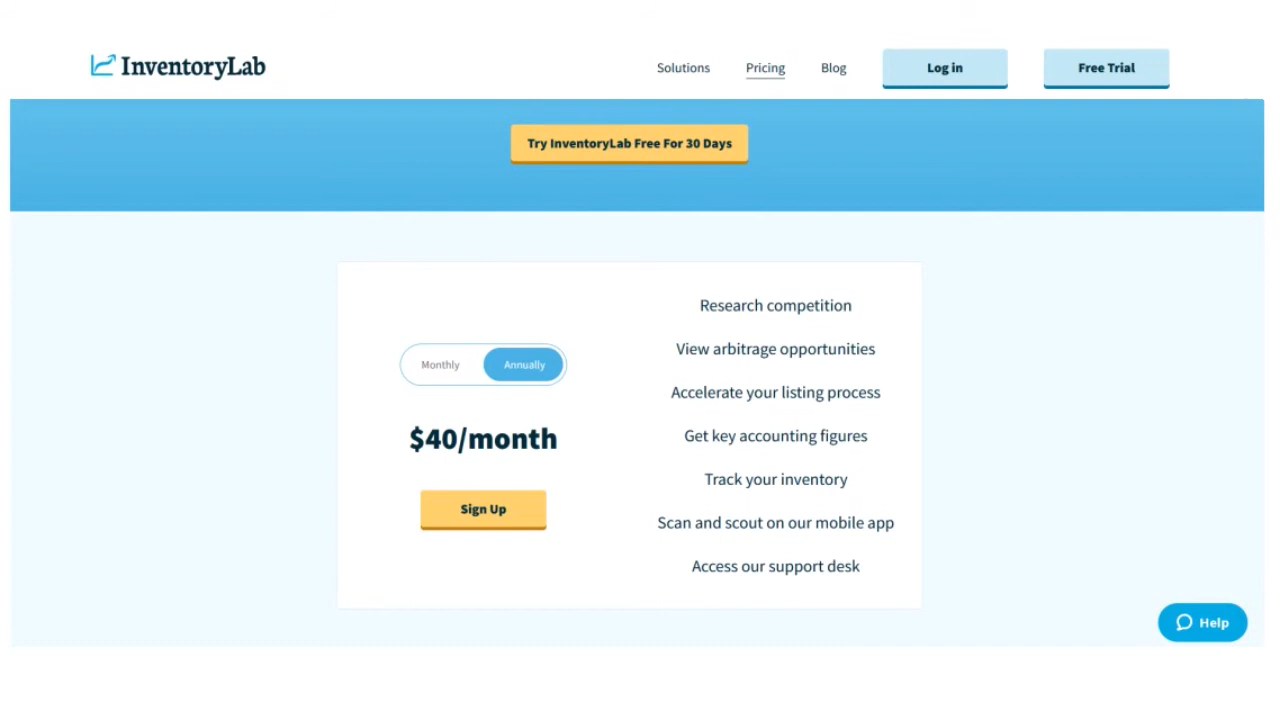 InventoryLab
Solutions
Pricing
Blog
Log in
Free Trial
Try InventoryLab Free For 30 Days
Monthly
Annually
$40/month
Sign Up
Research competition
View arbitrage opportunities
Accelerate your listing process
Get key accounting figures
Track your inventory
Scan and scout on our mobile app
Access our support desk
Help